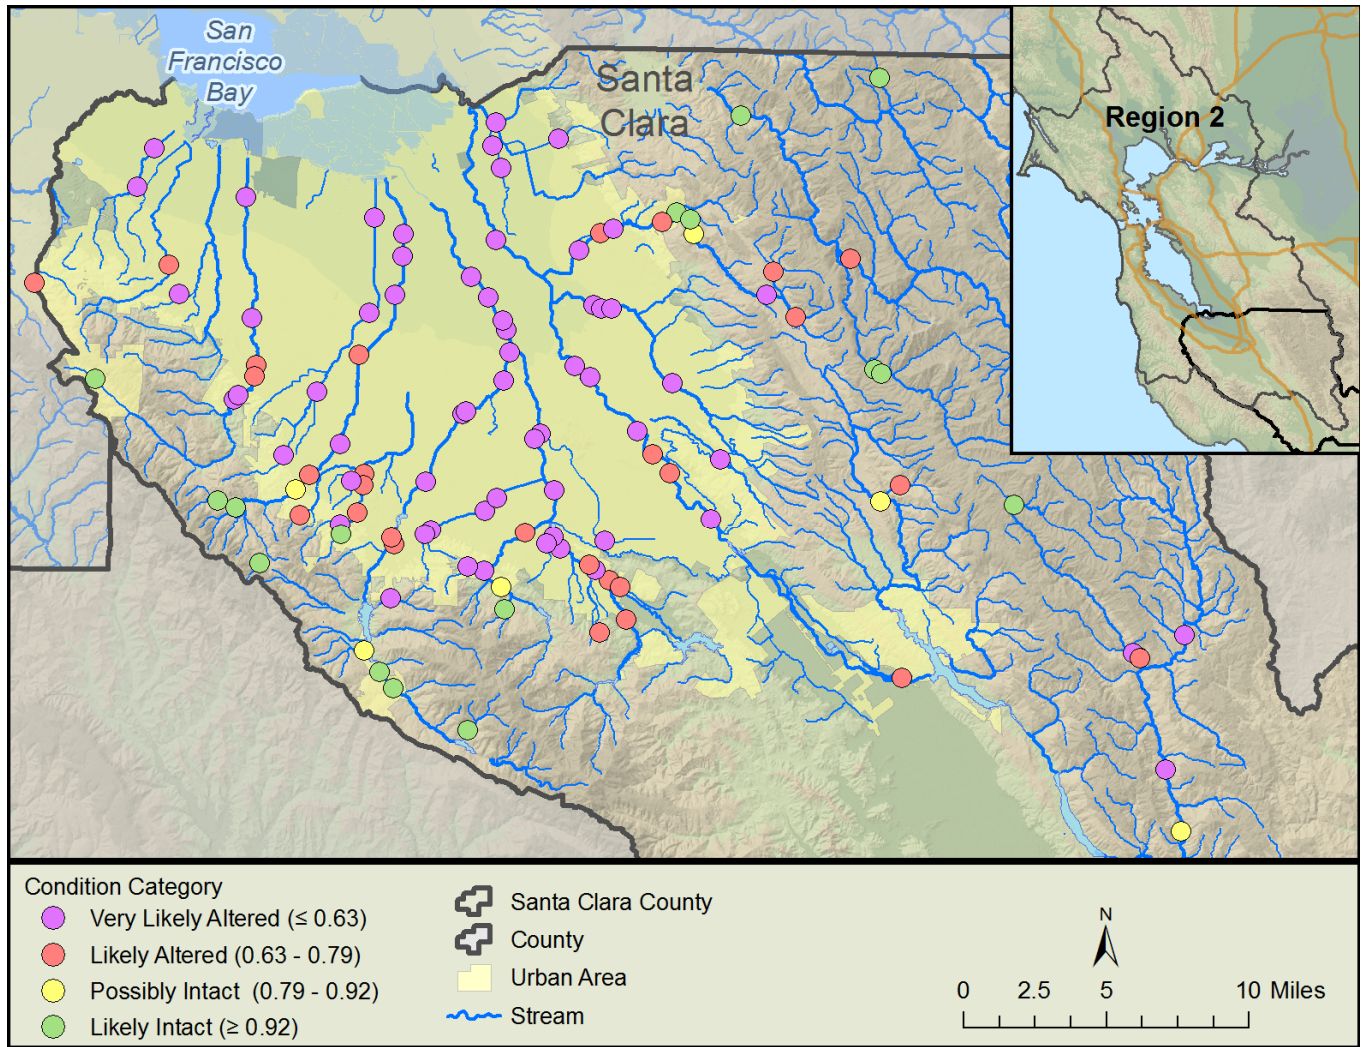 San
Francisco
Bay
Santa
Clara
Region 2
Condition Category
Very Likely Altered (≤ 0.63)
Likely Altered (0.63 - 0.79)
Possibly Intact (0.79 - 0.92)
Likely Intact (≥ 0.92)
Santa Clara County
County
Urban Area
Stream
N
0 2.5 5 10 Miles